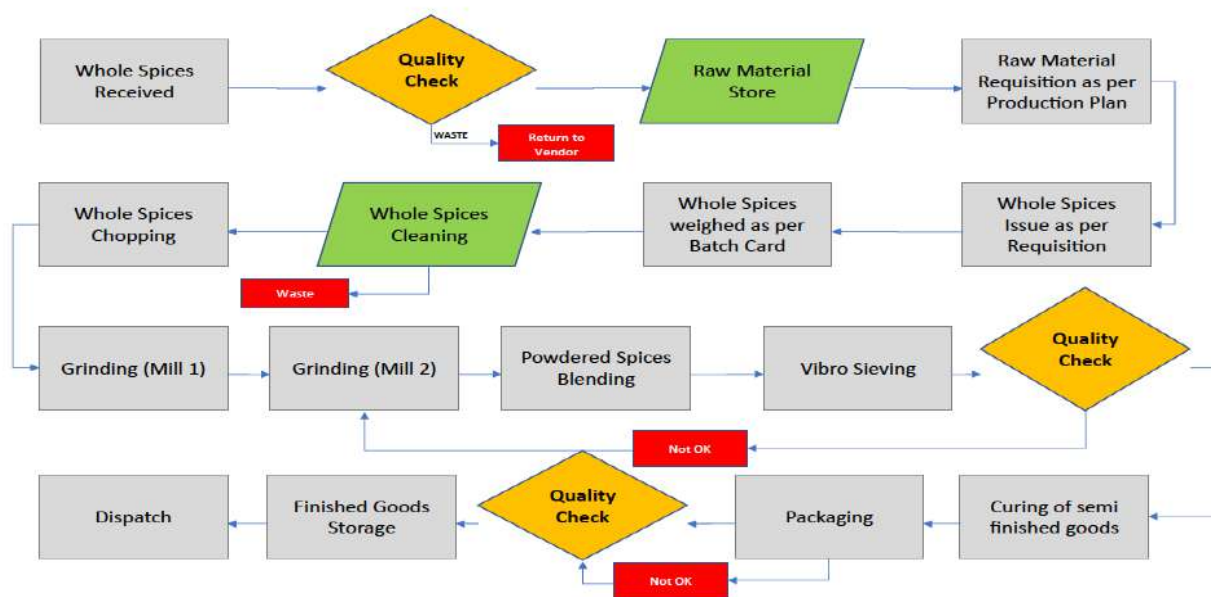 Whole Spices
Received
Quality
Check
Raw Material
Store
Raw Material
Requisition as per
Production Plan
WASTE
Return to
Vendor
Whole Spices
Chopping
Whole Spices
Cleaning
Whole Spices
weighed as per
Batch Card
Whole Spices
Issue as per
Requisition
Waste
Grinding (Mill 1)
Grinding (Mill 2)
Powdered Spices
Blending
Vibro Sieving
Quality
Check
Not OK
Dispatch
Finished Goods
Storage
Quality
Check
Packaging
Curing of semi
finished goods
Not OK